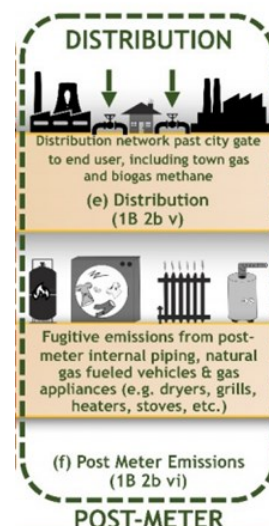 DISTRIBUTION
Distribution network past city gate
to end user, including town gas
and biogas methane
(e) Distribution
(1B 2b v)
Fugitive emissions from post-
meter internal piping, natural
gas fueled vehicles & gas
appliances (e.g. dryers, grills,
heaters, stoves, etc.)
(f) Post Meter Emissions
(1B 2b vi)
POST-METER